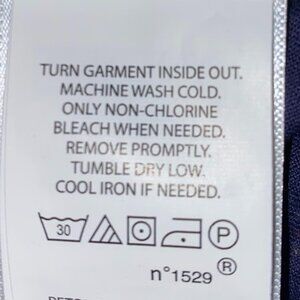 TURN GARMENT INSIDE OUT.
MACHINE WASH COLD.
ONLY NON-CHLORINE
BLEACH WHEN NEEDED.
REMOVE PROMPTLY.
TUMBLE DRY LOW.
COOL IRON IF NEEDED.
30 P
n°1529 ®